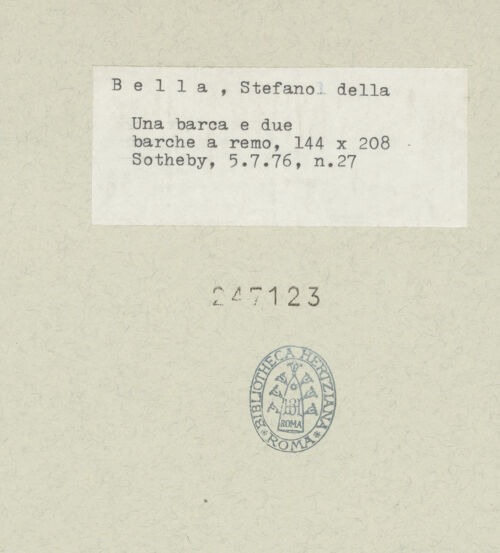 B e l l a , Stefano della
Una barca e due
barche a remo, 144 x 208
Sotheby, 5.7.76, n.27
247123
BIBLIOTHECA HERTZIANA
ROMA
ROMA